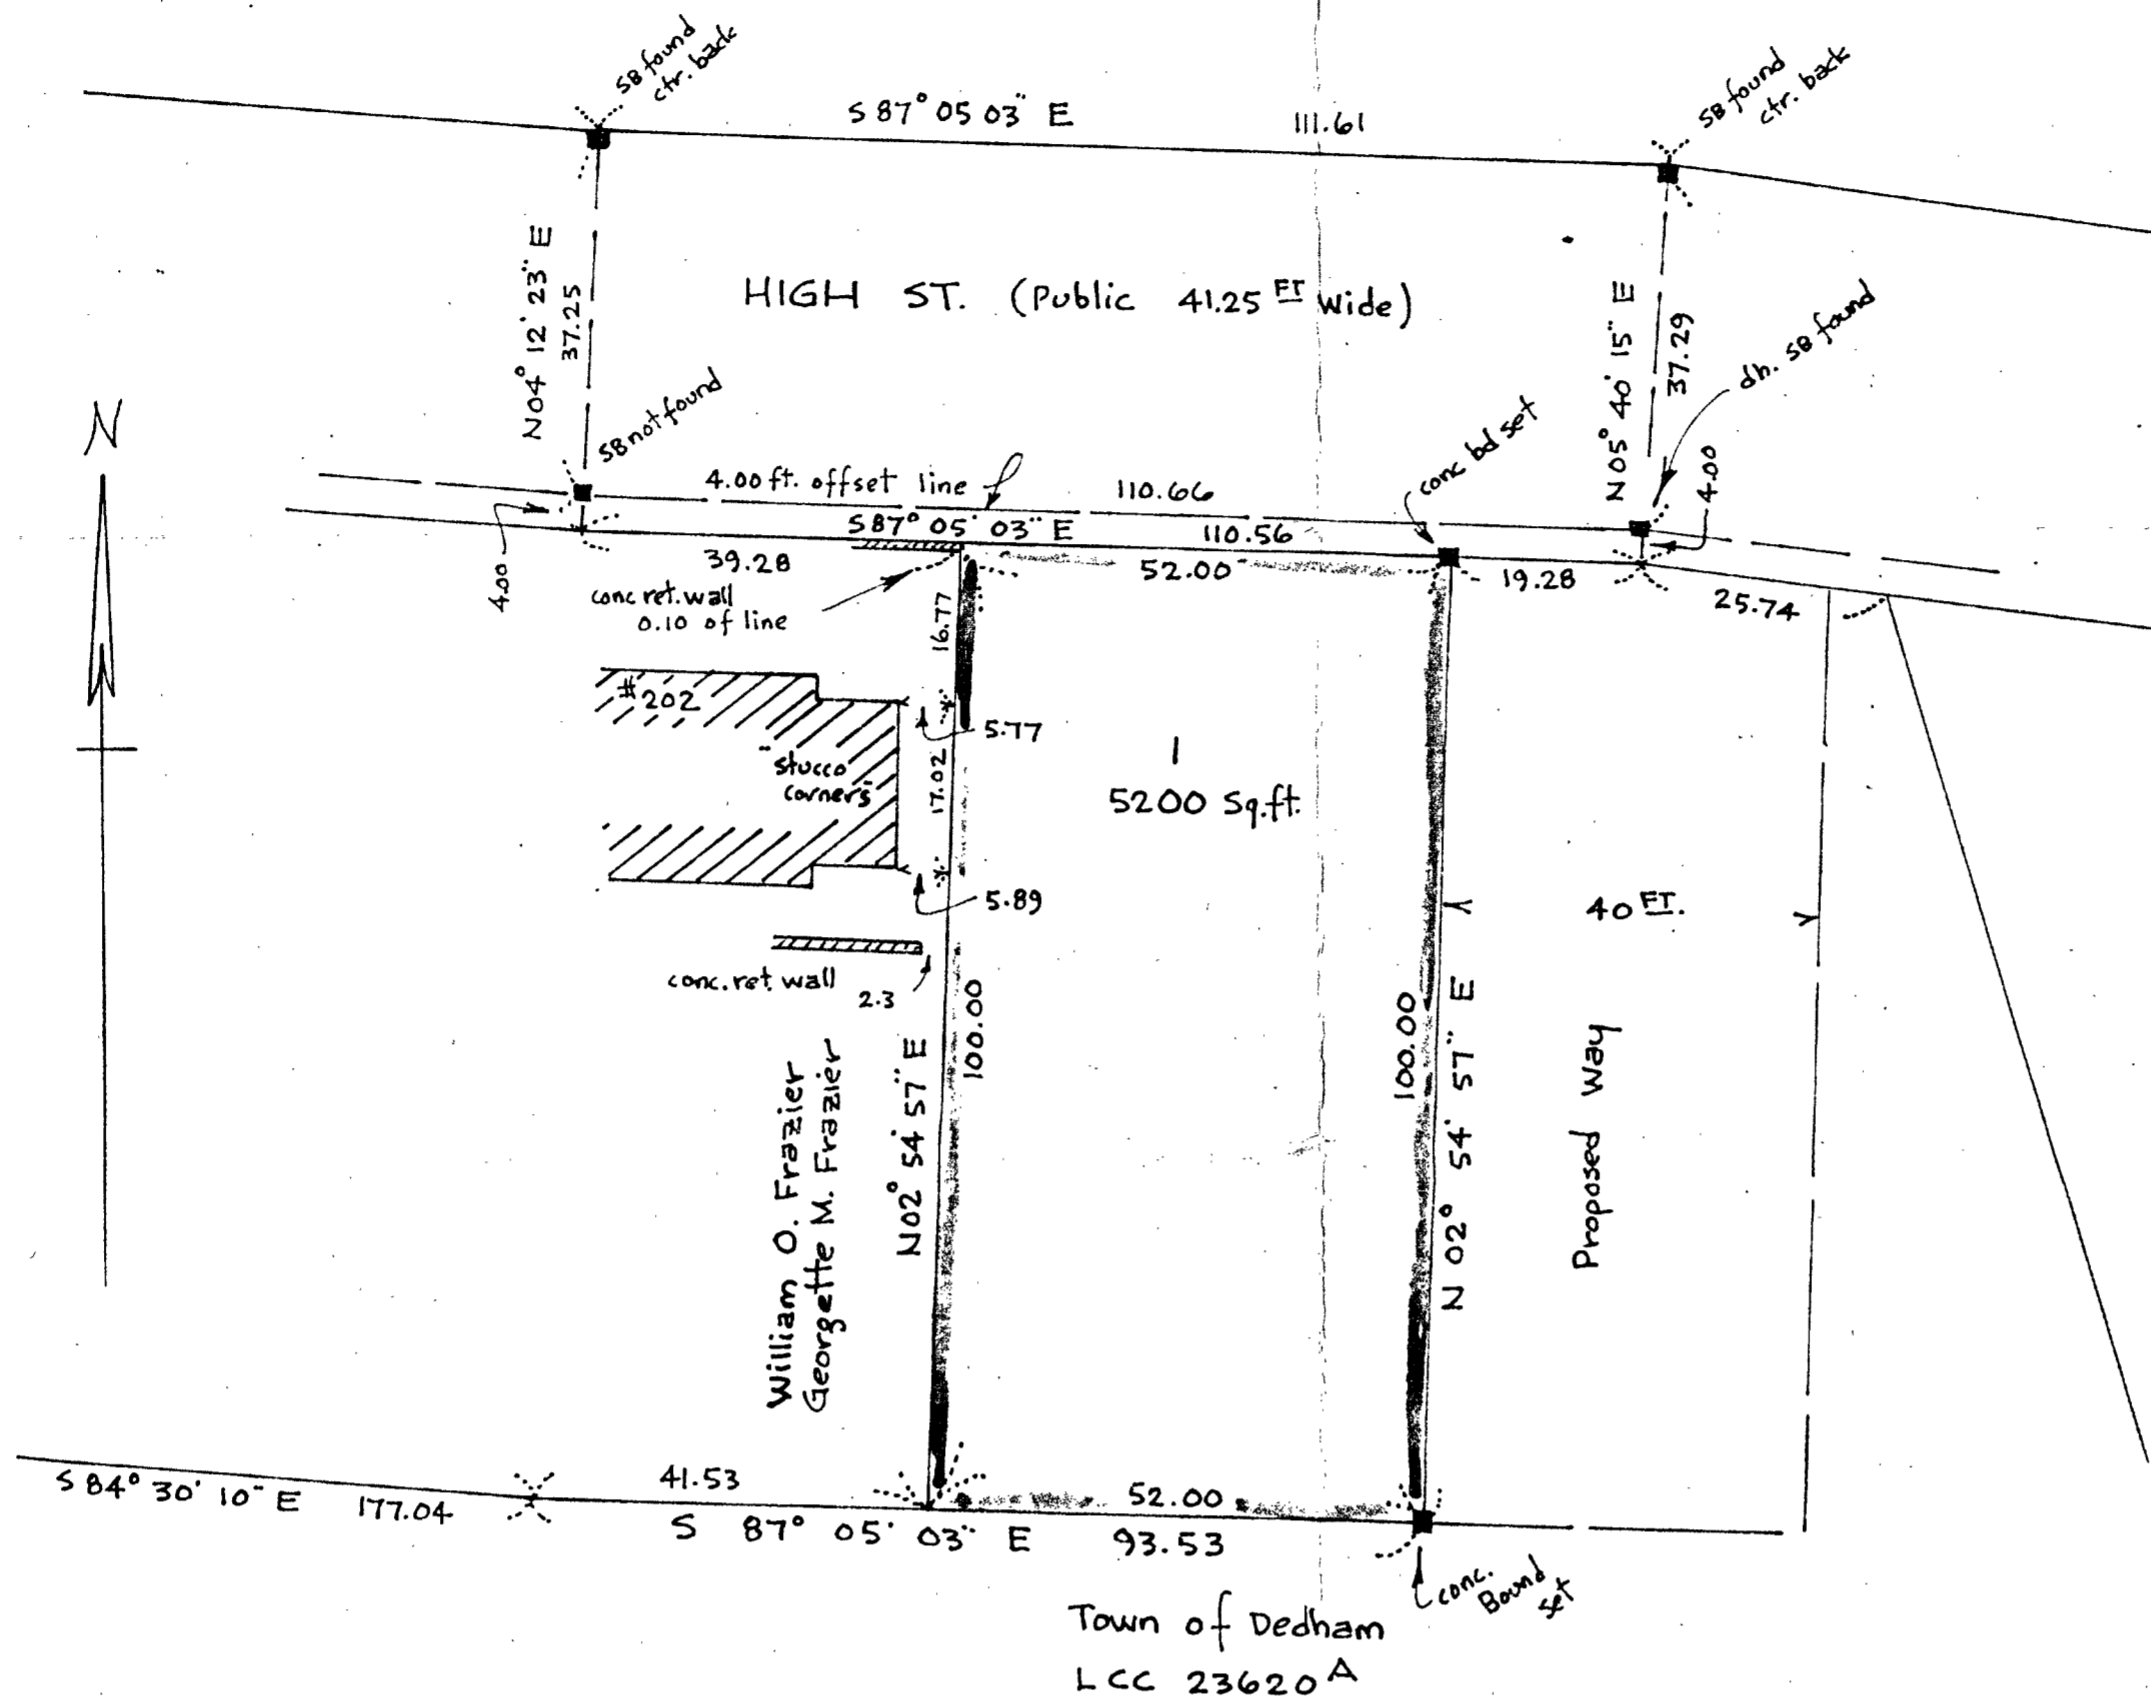 SB found
ctr. back
S 87° 05 03" E
111.61
SB found
ctr. back
N 04° 12' 23" E
37.25
HIGH ST. (Public 41.25 FT Wide)
N 05° 40' 15" E
37.29
dh. SB found
N
SB not found
4.00 ft. offset line
110.66
conc bd set
4.00
S 87° 05' 03" E
110.56
4.00
39.28
52.00
19.28
25.74
conc ret. wall
0.10 of line
16.77
#202
5.77
stucco
corners
17.02
1
5200 Sq.ft.
5.89
40 FT.
conc. ret. wall
2.3
100.00
100.00
N 02° 54' 57" E
N 02° 54' 57" E
Proposed Way
William O. Frazier
Georgette M. Frazier
S 84° 30' 10" E
177.04
41.53
52.00
S 87° 05' 03" E
93.53
conc.
Bound
set
Town of Dedham
LCC 23620 A